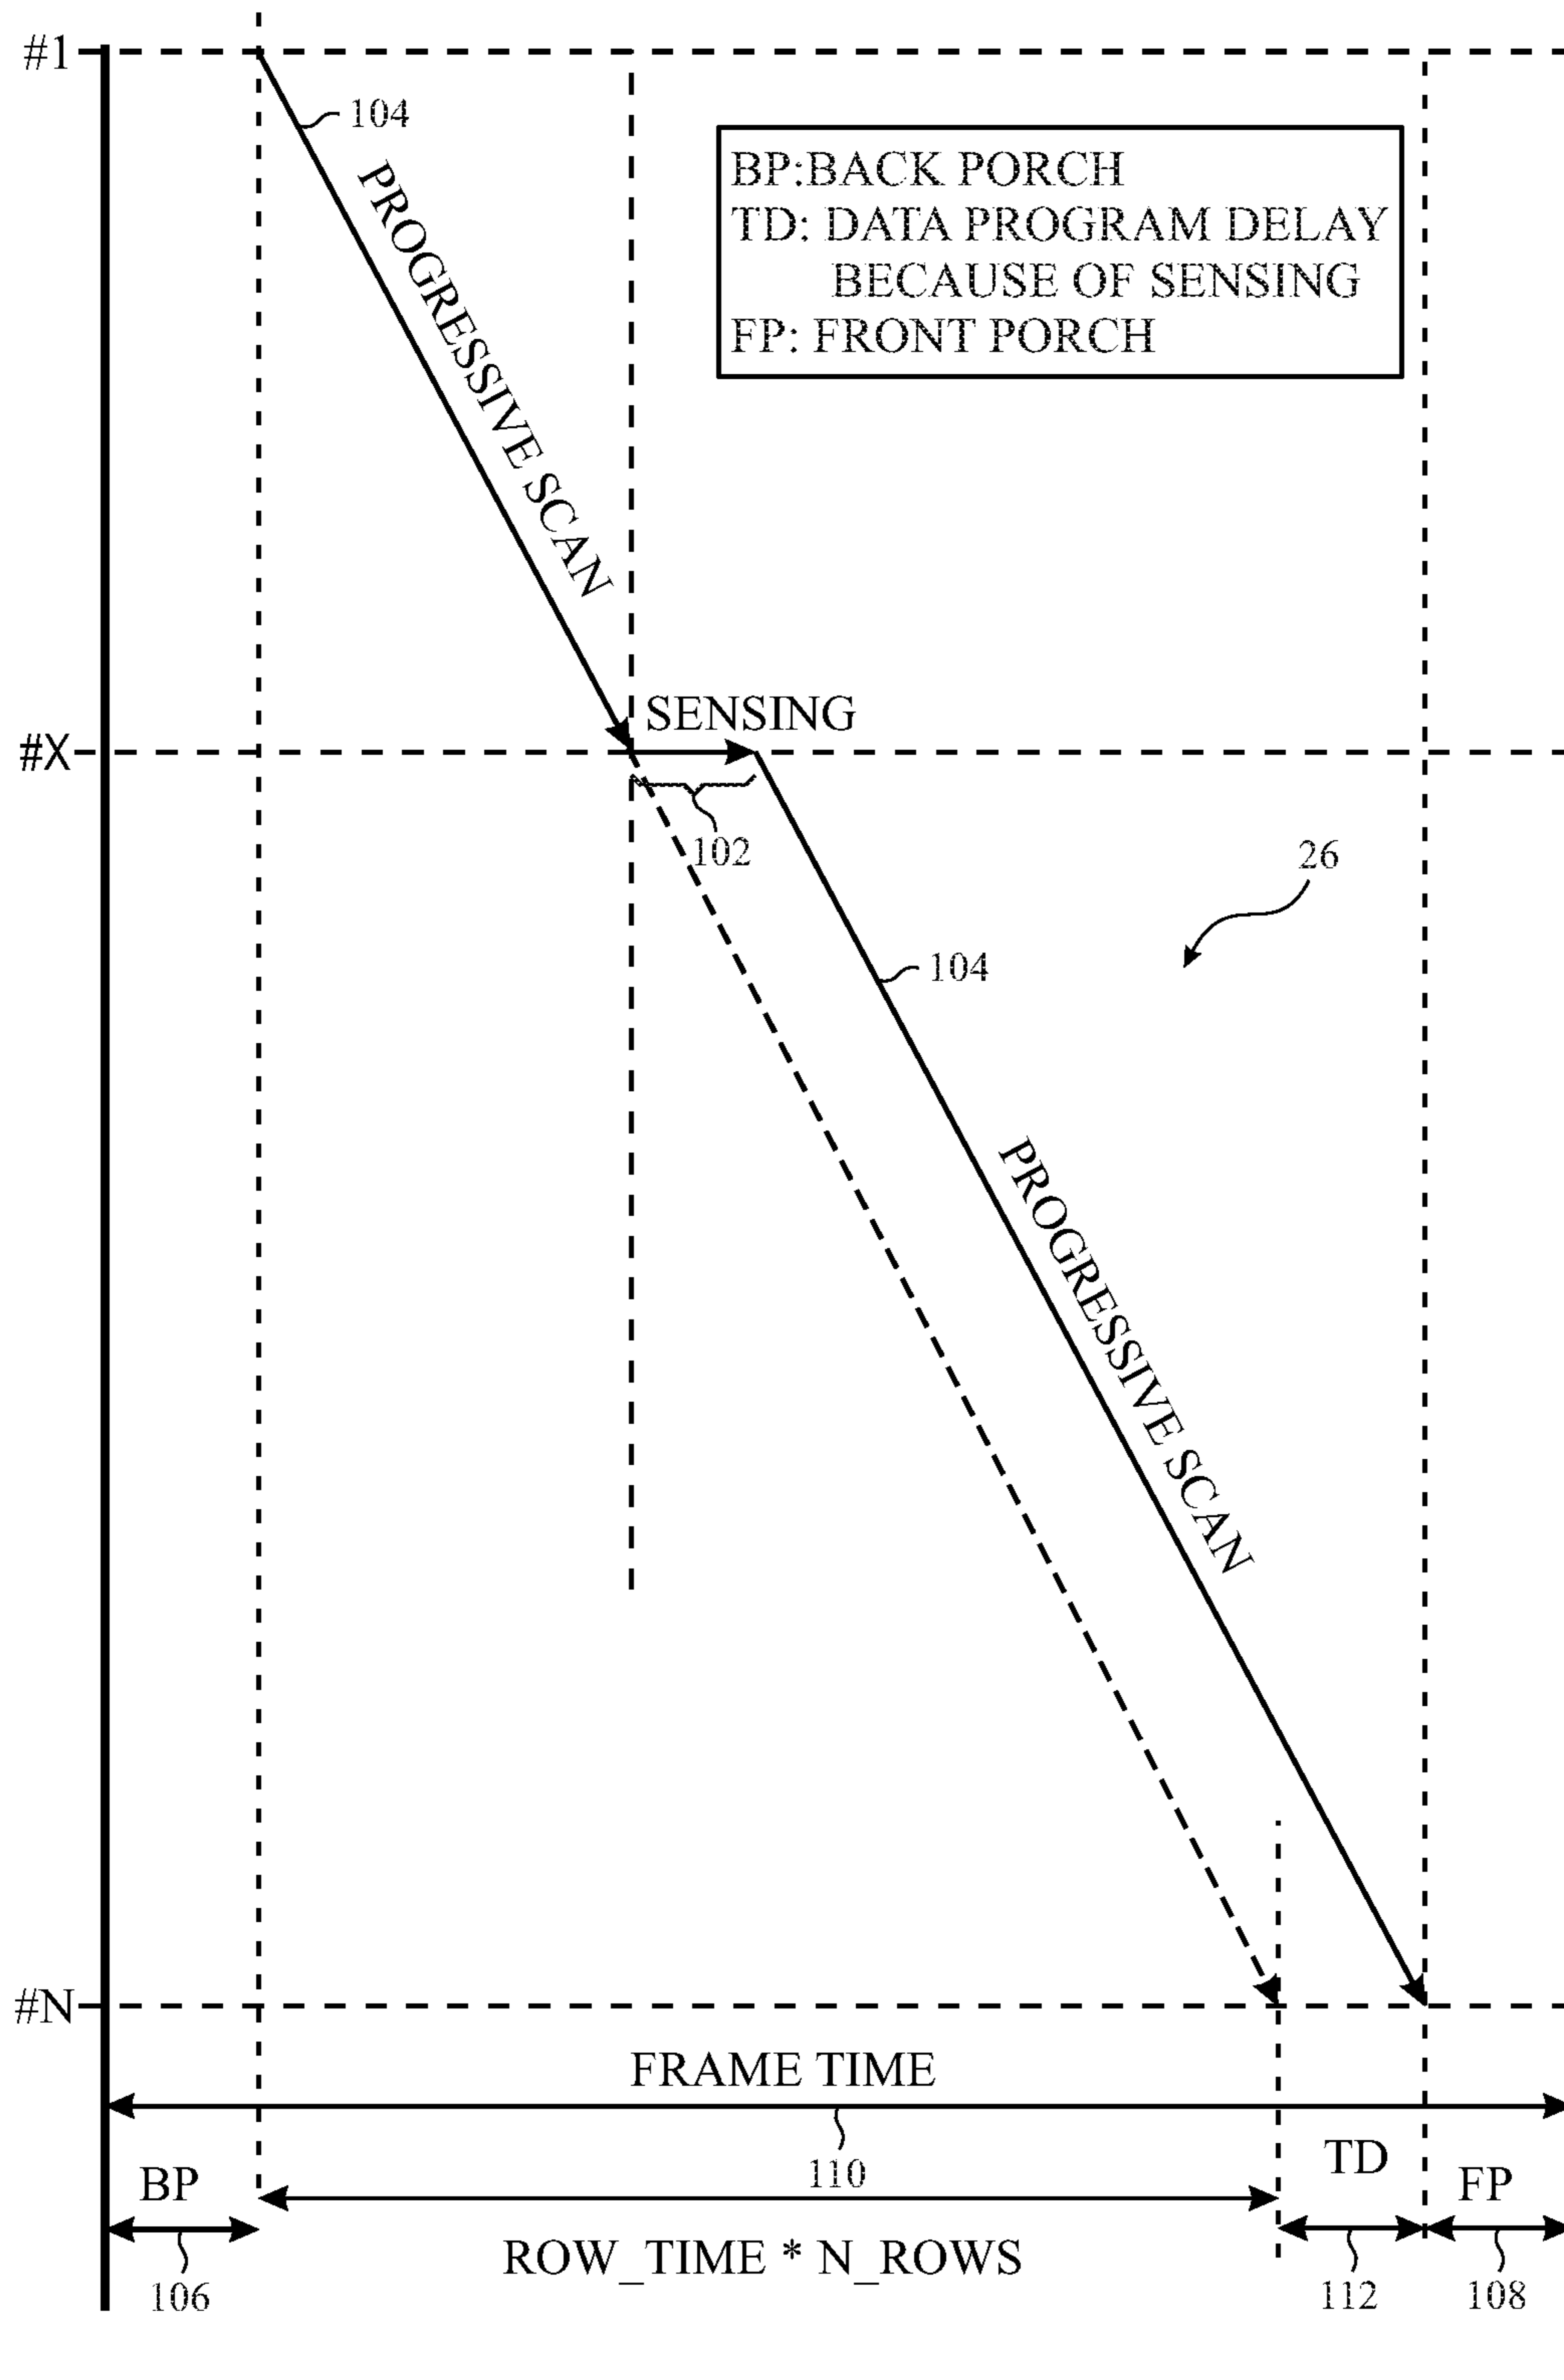 #1
104
PROGRESSIVE SCAN
BP:BACK PORCH
TD: DATA PROGRAM DELAY
BECAUSE OF SENSING
FP: FRONT PORCH
SENSING
#X
102
26
104
PROGRESSIVE SCAN
#N
FRAME TIME
110
BP
TD
FP
ROW_TIME * N_ROWS
106
112
108